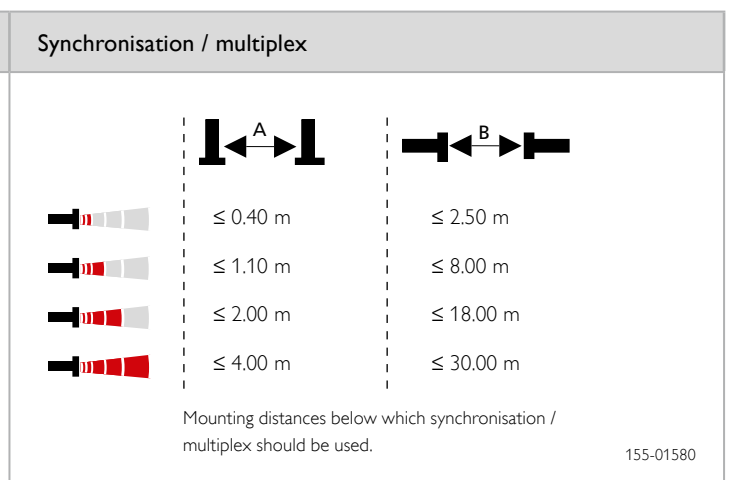 Synchronisation / multiplex
A B
≤ 0.40 m ≤ 2.50 m
≤ 1.10 m ≤ 8.00 m
≤ 2.00 m ≤ 18.00 m
≤ 4.00 m ≤ 30.00 m
Mounting distances below which synchronisation /
multiplex should be used.
155-01580